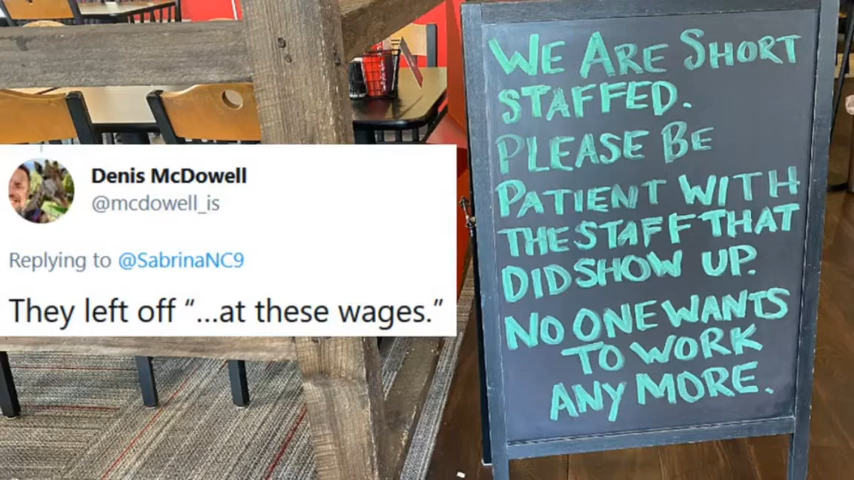 Denis McDowell
@mcdowell_is
Replying to @SabrinaNC9
They left off “...at these wages.”
WE ARE SHORT
STAFFED.
PLEASE BE
PATIENT WITH
THE STAFF THAT
DID SHOW UP.
NO ONE WANTS
TO WORK
ANY MORE.